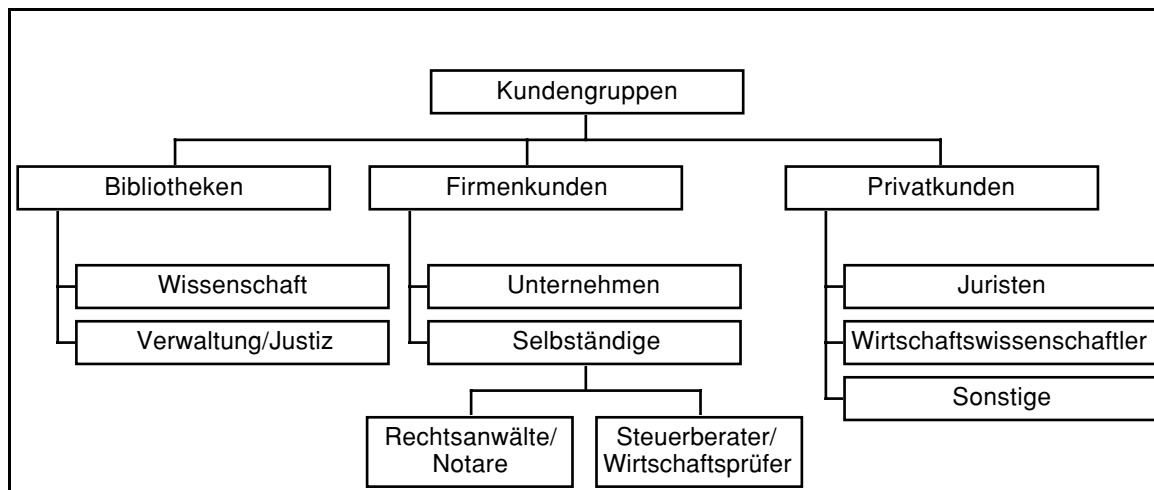 Kundengruppen
Bibliotheken
Firmenkunden
Privatkunden
Wissenschaft
Verwaltung/Justiz
Unternehmen
Selbständige
Rechtsanwälte/
Notare
Steuerberater/
Wirtschaftsprüfer
Juristen
Wirtschaftswissenschaftler
Sonstige